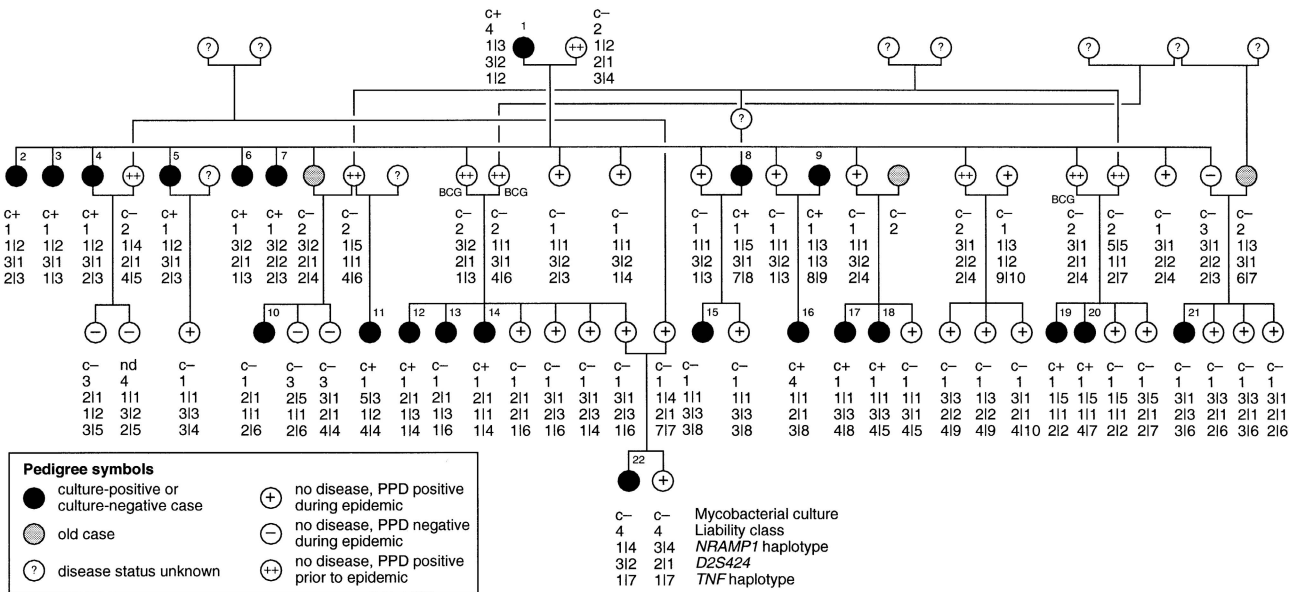 c+ 1 c−
4 2
1|3 1|2
3|2 2|1
1|2 3|4
? ? ++ ? ? ? ? ?
?
2 3 4 5 6 7 8 9
++ ? ++ ? ++ ++ + + + + + ++ + ++ ++ + −
BCG BCG BCG
c+ c+ c+ c− c+ c+ c+ c− c− c− c− c− c− c− c+ c− c+ c− c− c− c− c− c− c− c− c−
1 1 1 2 1 1 1 2 2 2 2 1 1 1 1 1 1 1 2 2 1 2 2 1 3 2
1|2 1|2 1|2 1|4 1|2 3|2 3|2 3|2 1|5 3|2 1|1 1|1 1|1 1|1 1|5 1|1 1|3 1|1 3|1 1|3 3|1 5|5 3|1 3|1 1|3
3|1 3|1 3|1 2|1 3|1 2|1 2|2 3|1 1|1 2|1 3|1 3|2 3|2 3|2 3|1 3|2 1|3 3|2 2|2 1|2 2|1 1|1 2|1 2|2 3|1
2|3 1|3 2|3 4|5 2|3 1|3 2|3 2|4 4|6 1|3 4|6 2|3 1|4 1|3 7|8 1|3 8|9 2|4 2|4 9|10 2|4 2|7 2|4 2|3 6|7
10 11 12 13 14 15 16 17 18 19 20 21
− − + − − + + + + + + + + + + + + + + + +
c− nd c− c− c− c− c+ c+ c− c+ c− c− c− c− c− c− c− c+ c+ c+ c− c− c− c− c+ c+ c− c− c− c− c− c−
3 4 1 1 3 3 1 1 1 1 1 1 1 1 1 1 1 4 1 1 1 1 1 1 1 1 1 1 1 1 1 1
2|1 1|1 1|1 2|1 2|5 3|1 5|3 2|1 2|1 2|1 2|1 3|1 3|1 3|1 1|4 1|1 1|1 1|1 1|1 1|1 1|1 3|3 1|3 3|1 1|5 1|5 3|5 3|5 3|1 1|3 1|3 3|1
1|2 3|2 3|3 1|1 1|1 2|1 1|2 1|3 1|3 1|1 1|1 2|3 2|1 2|3 2|1 3|3 3|3 2|1 3|3 3|3 3|1 2|2 2|2 2|1 1|1 1|1 1|1 2|1 2|3 2|1 2|3 2|1
3|5 2|5 3|4 2|6 2|6 4|4 4|4 1|4 1|6 1|4 1|6 1|6 1|4 1|6 7|7 3|8 3|8 3|8 4|8 4|5 4|5 4|9 4|9 4|10 2|2 4|7 2|2 2|7 3|6 2|6 3|6 2|6
22
+
c− c− Mycobacterial culture
4 4 Liability class
1|4 3|4 NRAMP1 haplotype
3|2 2|1 D2S424
1|7 1|7 TNF haplotype
Pedigree symbols
culture-positive or
culture-negative case
old case
? disease status unknown
+ no disease, PPD positive
during epidemic
− no disease, PPD negative
during epidemic
++ no disease, PPD positive
prior to epidemic